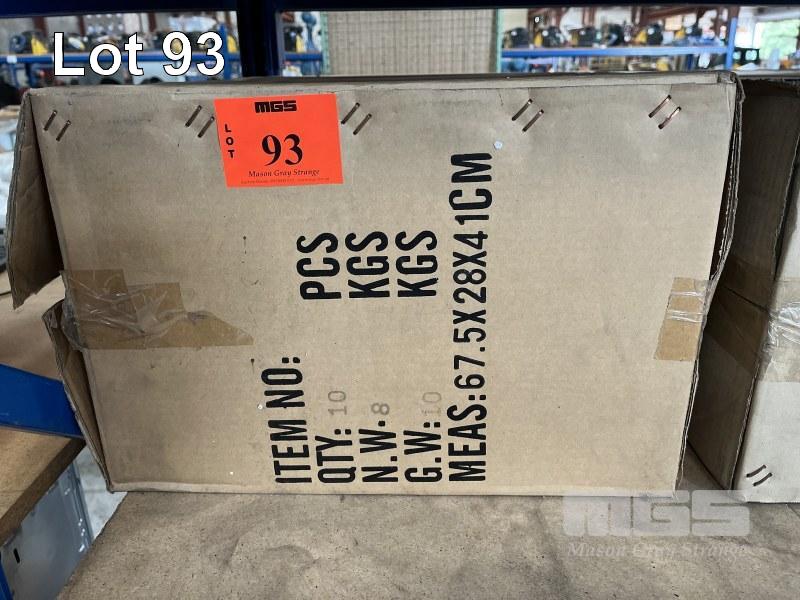 Lot 93
MGS
LOT
93
Mason Gray Strange
ITEM NO:
QTY: 10 PCS
N.W. 8 KGS
G.W: 10 KGS
MEAS:67.5X28X41CM
MGS
Mason Gray Strange